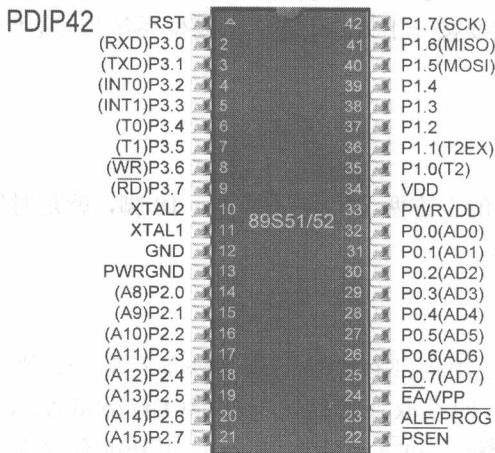 PDIP42
RST 42 P1.7(SCK)
(RXD)P3.0 2 41 P1.6(MISO)
(TXD)P3.1 3 40 P1.5(MOSI)
(INT0)P3.2 4 39 P1.4
(INT1)P3.3 5 38 P1.3
(T0)P3.4 6 37 P1.2
(T1)P3.5 7 36 P1.1(T2EX)
(WR)P3.6 8 35 P1.0(T2)
(RD)P3.7 9 34 VDD
XTAL2 10 33 PWRVDD
89S51/52
XTAL1 11 32 P0.0(AD0)
GND 12 31 P0.1(AD1)
PWRGND 13 30 P0.2(AD2)
(A8)P2.0 14 29 P0.3(AD3)
(A9)P2.1 15 28 P0.4(AD4)
(A10)P2.2 16 27 P0.5(AD5)
(A11)P2.3 17 26 P0.6(AD6)
(A12)P2.4 18 25 P0.7(AD7)
(A13)P2.5 19 24 EA/VPP
(A14)P2.6 20 23 ALE/PROG
(A15)P2.7 21 22 PSEN